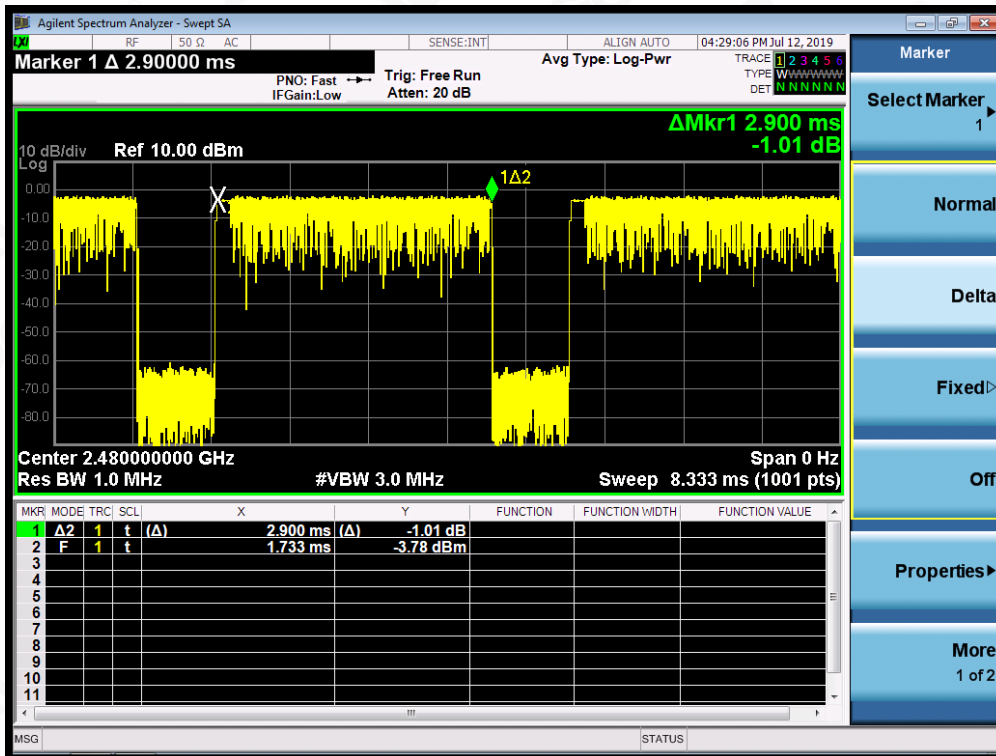 Agilent Spectrum Analyzer - Swept SA
LXI RF 50 Ω AC SENSE:INT ALIGN AUTO 04:29:06 PM Jul 12, 2019
Marker 1 Δ 2.90000 ms
PNO: Fast
IFGain:Low
Trig: Free Run
Atten: 20 dB
Avg Type: Log-Pwr
TRACE 1 2 3 4 5 6
TYPE WWWWWW
DET N N N N N N
ΔMkr1 2.900 ms
-1.01 dB
10 dB/div Ref 10.00 dBm
Log
0.00
-10.0
-20.0
-30.0
-40.0
-50.0
-60.0
-70.0
-80.0
1Δ2
Center 2.480000000 GHz Span 0 Hz
Res BW 1.0 MHz #VBW 3.0 MHz Sweep 8.333 ms (1001 pts)
MKR MODE TRC SCL X Y FUNCTION FUNCTION WIDTH FUNCTION VALUE
1 Δ2 1 t (Δ) 2.900 ms (Δ) -1.01 dB
2 F 1 t 1.733 ms -3.78 dBm
3
4
5
6
7
8
9
10
11
MSG STATUS
Marker
Select Marker
1
Normal
Delta
Fixed
Off
Properties
More
1 of 2